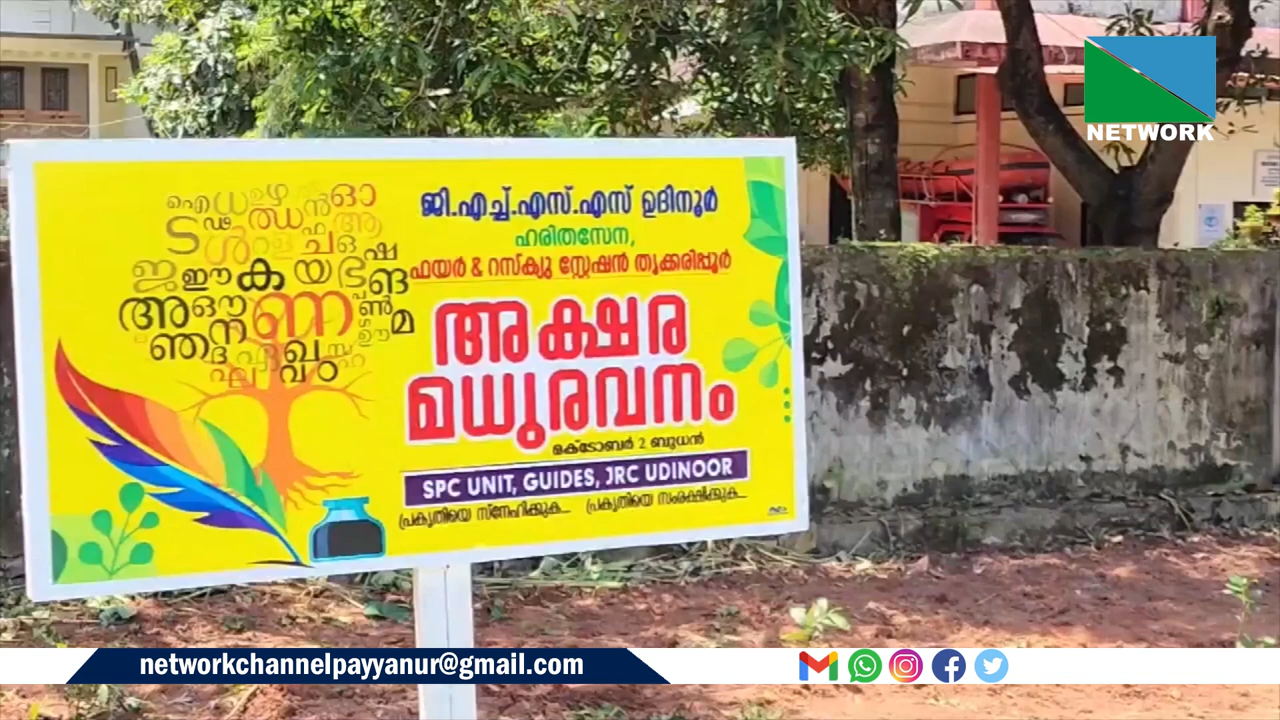 NETWORK
ജി.എച്ച്.എസ്.എസ് ഉദിനൂർ
ഹരിതസേന,
ഫയർ & റസ്ക്യു സ്റ്റേഷൻ തൃക്കരിപ്പൂർ
അക്ഷര
മധുരവനം
ഒക്ടോബർ 2 ബുധൻ
SPC UNIT, GUIDES, JRC UDINOOR
പ്രകൃതിയെ സ്നേഹിക്കുക... പ്രകൃതിയെ സംരക്ഷിക്കുക...
networkchannelpayyanur@gmail.com